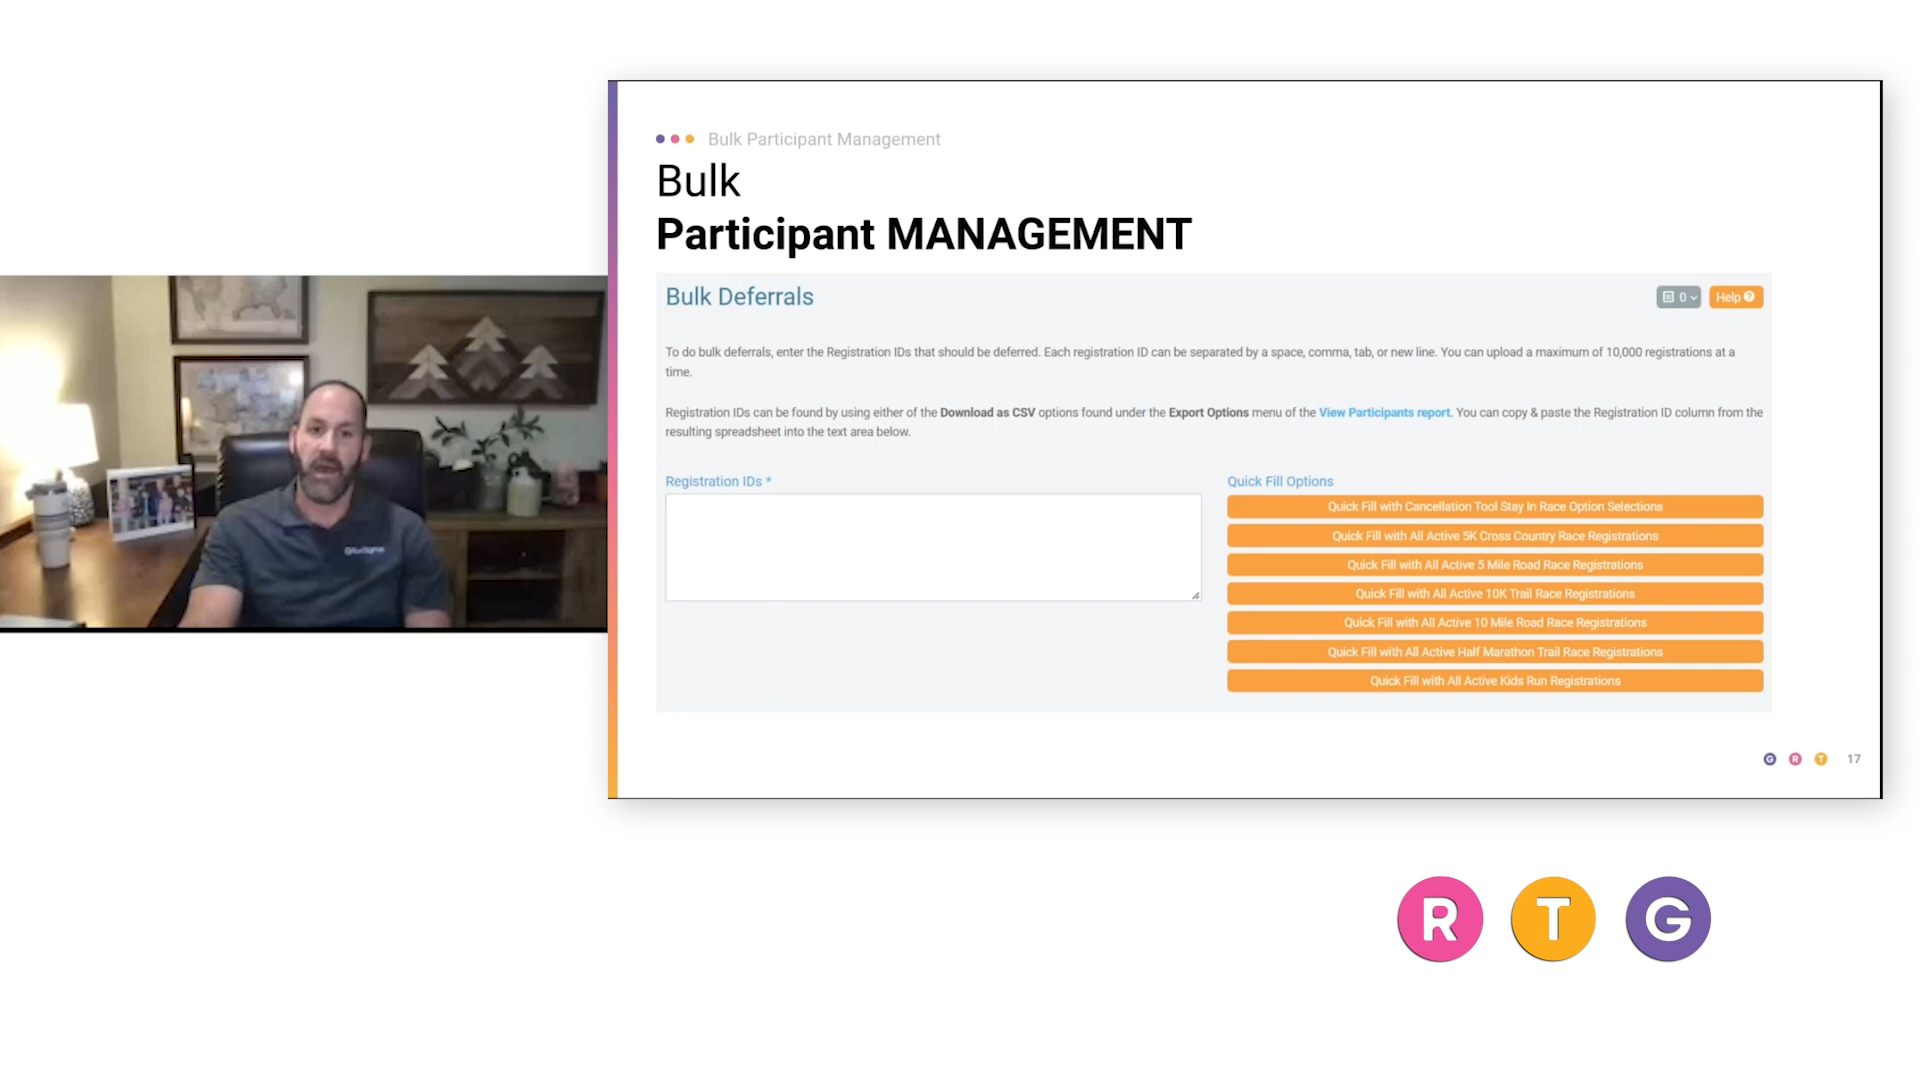 Bulk Participant Management
Bulk
Participant MANAGEMENT
Bulk Deferrals
0
Help
To do bulk deferrals, enter the Registration IDs that should be deferred. Each registration ID can be separated by a space, comma, tab, or new line. You can upload a maximum of 10,000 registrations at a
time.
Registration IDs can be found by using either of the Download as CSV options found under the Export Options menu of the View Participants report. You can copy & paste the Registration ID column from the
resulting spreadsheet into the text area below.
Registration IDs *
Quick Fill Options
Quick Fill with Cancellation Tool Stay In Race Option Selections
Quick Fill with All Active 5K Cross Country Race Registrations
Quick Fill with All Active 5 Mile Road Race Registrations
Quick Fill with All Active 10K Trail Race Registrations
Quick Fill with All Active 10 Mile Road Race Registrations
Quick Fill with All Active Half Marathon Trail Race Registrations
Quick Fill with All Active Kids Run Registrations
G R T 17
R T G